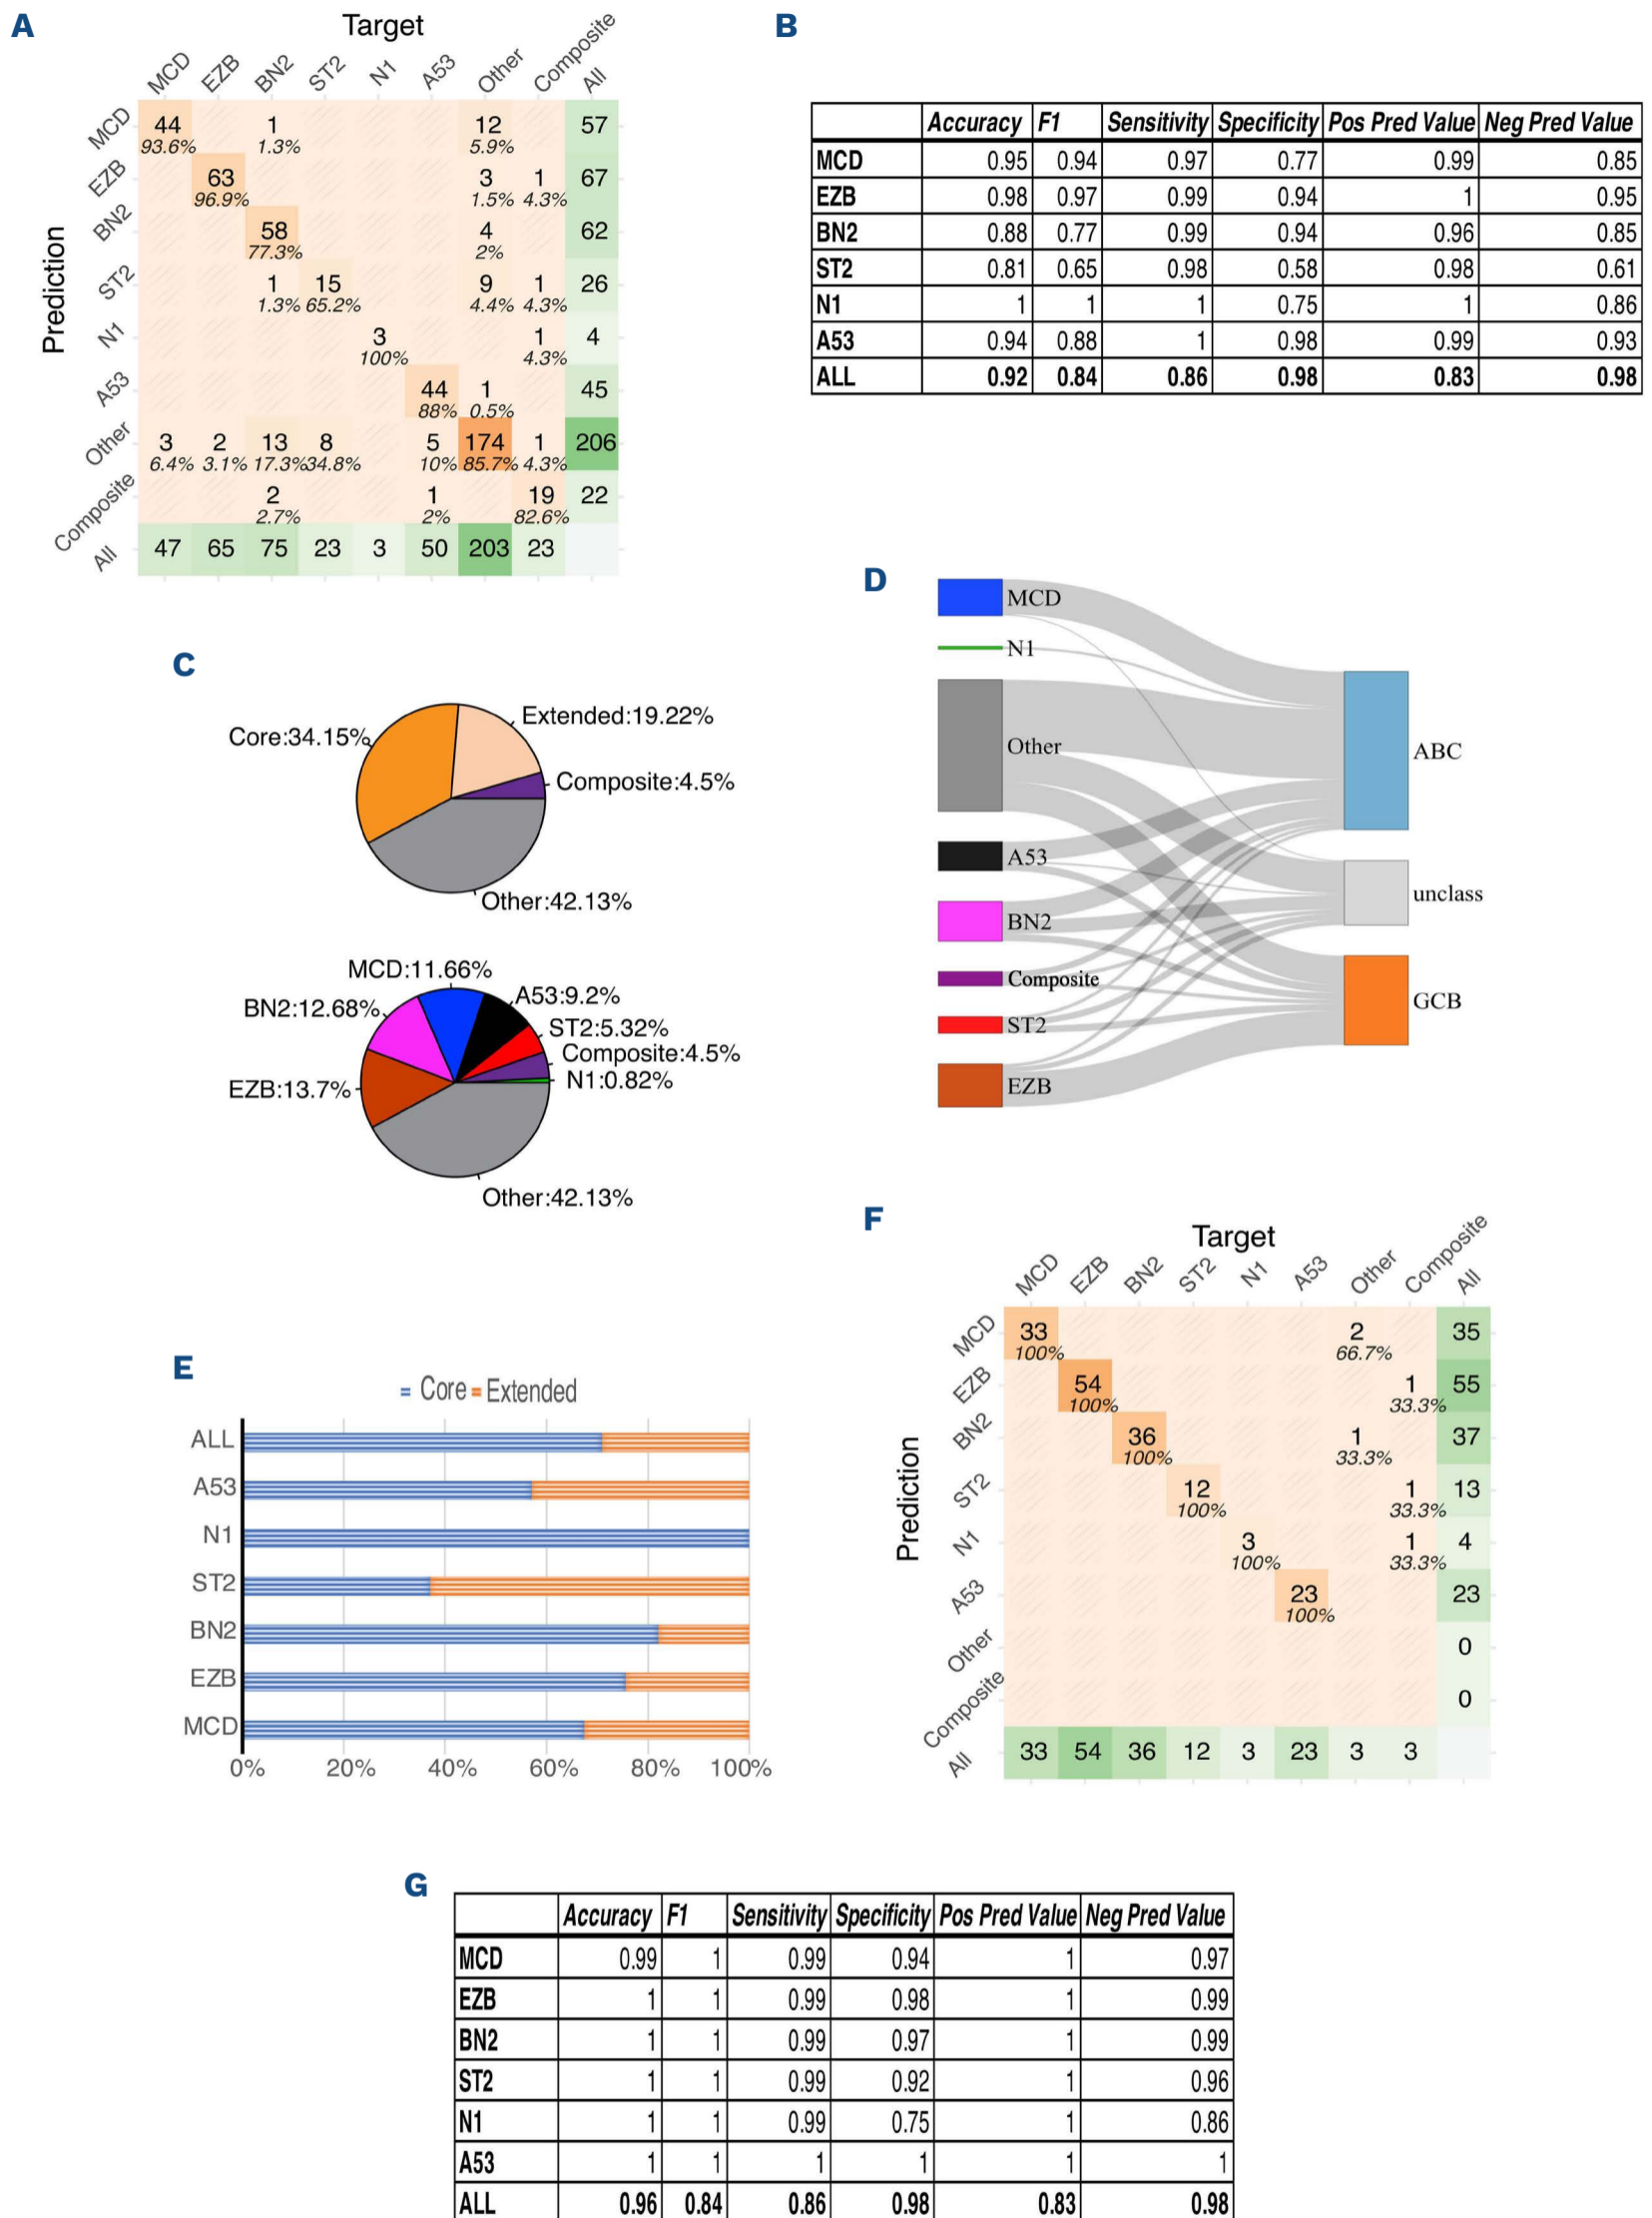 A
Target
MCD EZB BN2 ST2 N1 A53 Other Composite All
Prediction
MCD 44 1 12 57
93.6% 1.3% 5.9%
EZB 63 3 1 67
96.9% 1.5% 4.3%
BN2 58 4 62
77.3% 2%
ST2 1 15 9 1 26
1.3% 65.2% 4.4% 4.3%
N1 3 1 4
100% 4.3%
A53 44 1 45
88% 0.5%
Other 3 2 13 8 5 174 1 206
6.4% 3.1% 17.3% 34.8% 10% 85.7% 4.3%
Composite 2 1 19 22
2.7% 2% 82.6%
All 47 65 75 23 3 50 203 23
B
Accuracy F1 Sensitivity Specificity Pos Pred Value Neg Pred Value
MCD 0.95 0.94 0.97 0.77 0.99 0.85
EZB 0.98 0.97 0.99 0.94 1 0.95
BN2 0.88 0.77 0.99 0.94 0.96 0.85
ST2 0.81 0.65 0.98 0.58 0.98 0.61
N1 1 1 1 0.75 1 0.86
A53 0.94 0.88 1 0.98 0.99 0.93
ALL 0.92 0.84 0.86 0.98 0.83 0.98
C
Core:34.15%
Extended:19.22%
Composite:4.5%
Other:42.13%
MCD:11.66%
A53:9.2%
BN2:12.68%
ST2:5.32%
Composite:4.5%
N1:0.82%
EZB:13.7%
Other:42.13%
D
MCD
N1
Other
A53
BN2
Composite
ST2
EZB
ABC
unclass
GCB
E
Core Extended
ALL
A53
N1
ST2
BN2
EZB
MCD
0% 20% 40% 60% 80% 100%
F
Target
MCD EZB BN2 ST2 N1 A53 Other Composite All
Prediction
MCD 33 2 35
100% 66.7%
EZB 54 1 55
100% 33.3%
BN2 36 1 37
100% 33.3%
ST2 12 1 13
100% 33.3%
N1 3 1 4
100% 33.3%
A53 23 23
100%
Other 0
Composite 0
All 33 54 36 12 3 23 3 3
G
Accuracy F1 Sensitivity Specificity Pos Pred Value Neg Pred Value
MCD 0.99 1 0.99 0.94 1 0.97
EZB 1 1 0.99 0.98 1 0.99
BN2 1 1 0.99 0.97 1 0.99
ST2 1 1 0.99 0.92 1 0.96
N1 1 1 0.99 0.75 1 0.86
A53 1 1 1 1 1 1
ALL 0.96 0.84 0.86 0.98 0.83 0.98